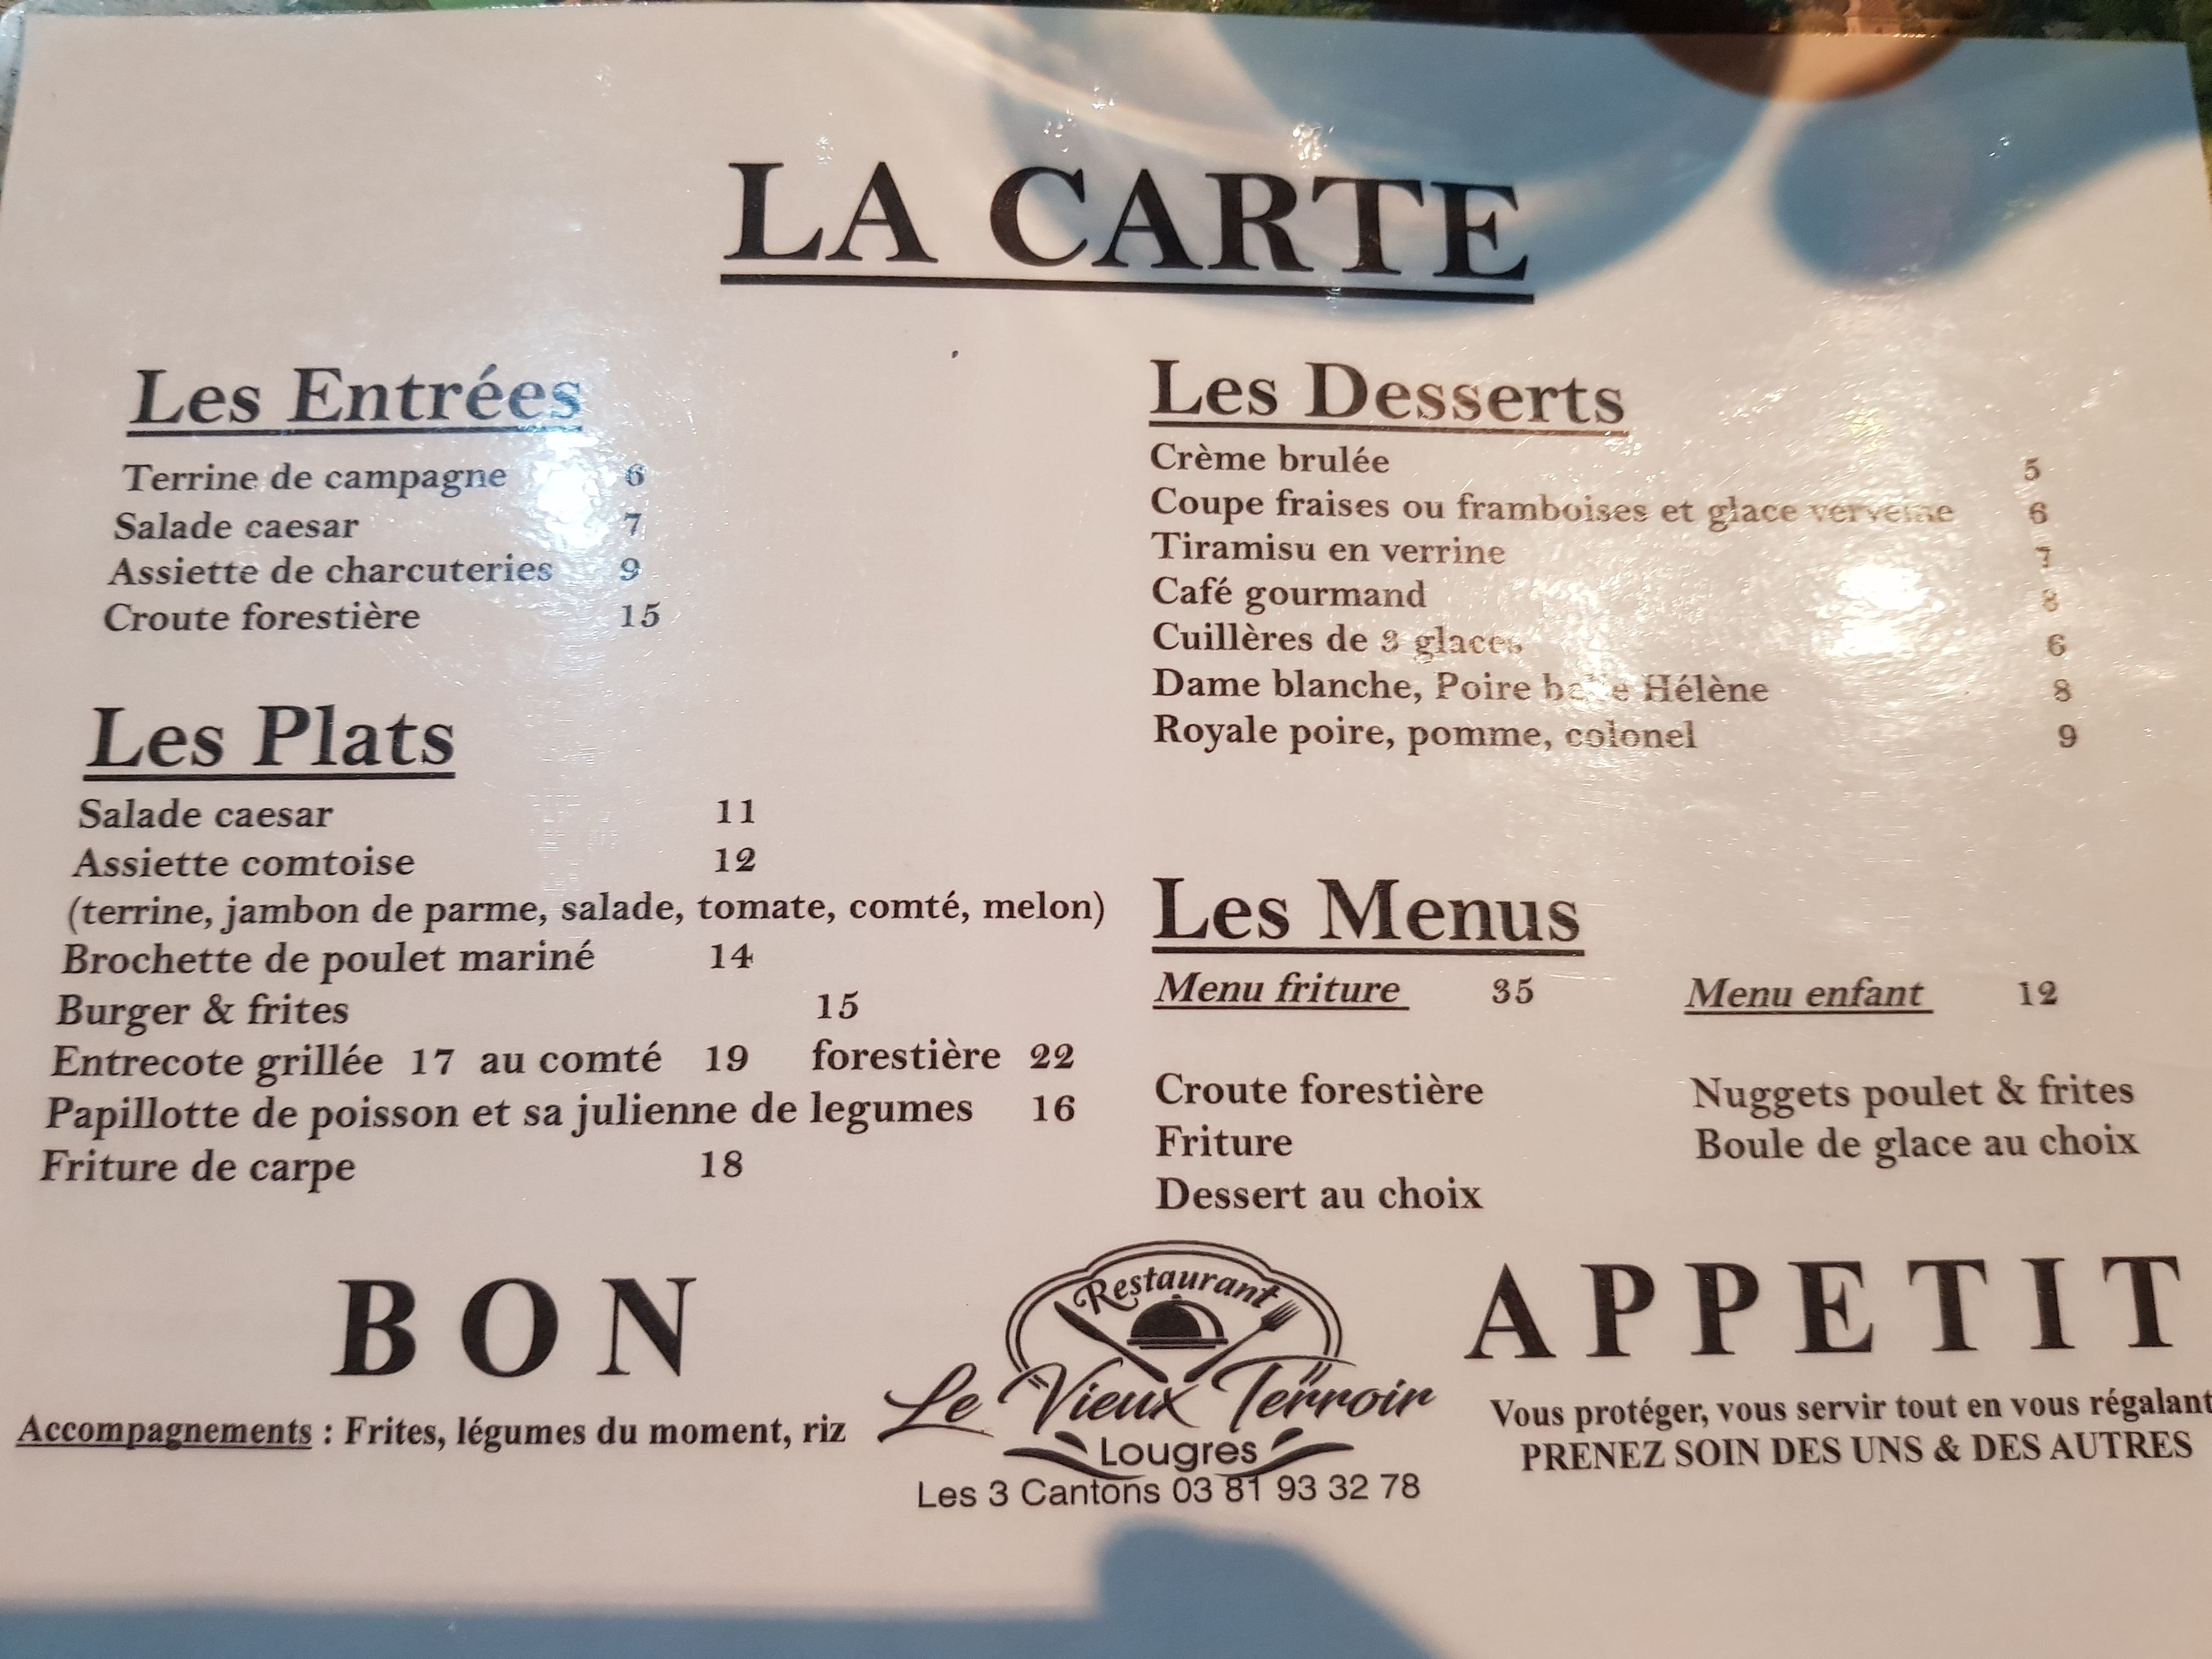 LA CARTE
Les Entrées
Terrine de campagne 6
Salade caesar 7
Assiette de charcuteries 9
Croute forestière 15
Les Plats
Salade caesar 11
Assiette comtoise 12
(terrine, jambon de parme, salade, tomate, comté, melon)
Brochette de poulet mariné 14
Burger & frites 15
Entrecote grillée 17 au comté 19 forestière 22
Papillotte de poisson et sa julienne de legumes 16
Friture de carpe 18
Les Desserts
Crème brulée 5
Coupe fraises ou framboises et glace verveine 6
Tiramisu en verrine 7
Café gourmand 8
Cuillères de 3 glaces 6
Dame blanche, Poire belle Hélène 8
Royale poire, pomme, colonel 9
Les Menus
Menu friture 35
Croute forestière
Friture
Dessert au choix
Menu enfant 12
Nuggets poulet & frites
Boule de glace au choix
BON APPETIT
Accompagnements : Frites, légumes du moment, riz
Restaurant
Le Vieux Terroir
Lougres
Les 3 Cantons 03 81 93 32 78
Vous protéger, vous servir tout en vous régalant
PRENEZ SOIN DES UNS & DES AUTRES